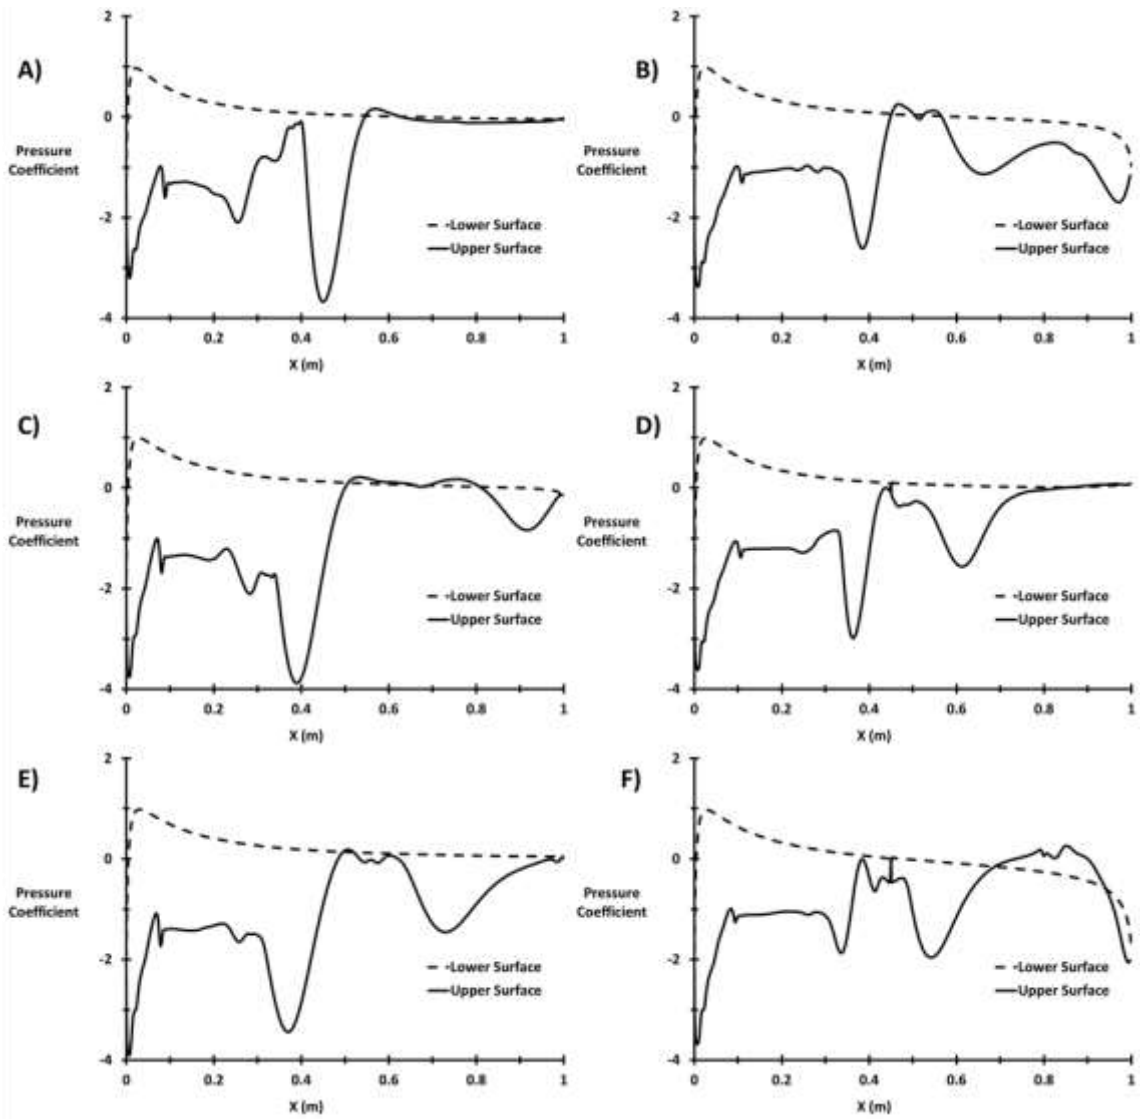 A)
2
0
-2
-4
Pressure
Coefficient
- -Lower Surface
Upper Surface
0 0.2 0.4 0.6 0.8 1
X (m)
B)
2
0
-2
-4
Pressure
Coefficient
- -Lower Surface
Upper Surface
0 0.2 0.4 0.6 0.8 1
X (m)
C)
2
0
-2
-4
Pressure
Coefficient
- -Lower Surface
Upper Surface
0 0.2 0.4 0.6 0.8 1
X (m)
D)
2
0
-2
-4
Pressure
Coefficient
- -Lower Surface
Upper Surface
0 0.2 0.4 0.6 0.8 1
X (m)
E)
2
0
-2
-4
Pressure
Coefficient
- -Lower Surface
Upper Surface
0 0.2 0.4 0.6 0.8 1
X (m)
F)
2
0
-2
-4
Pressure
Coefficient
- -Lower Surface
Upper Surface
0 0.2 0.4 0.6 0.8 1
X (m)